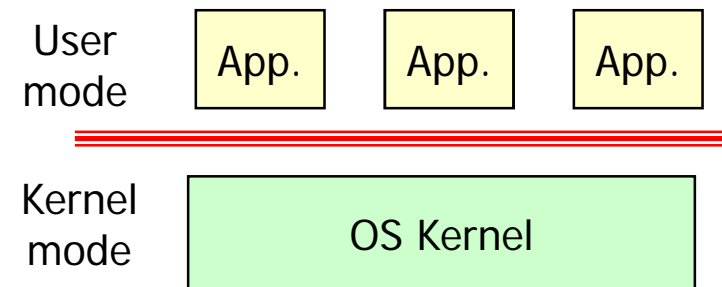 User
mode
App.
App.
App.
Kernel
mode
OS Kernel